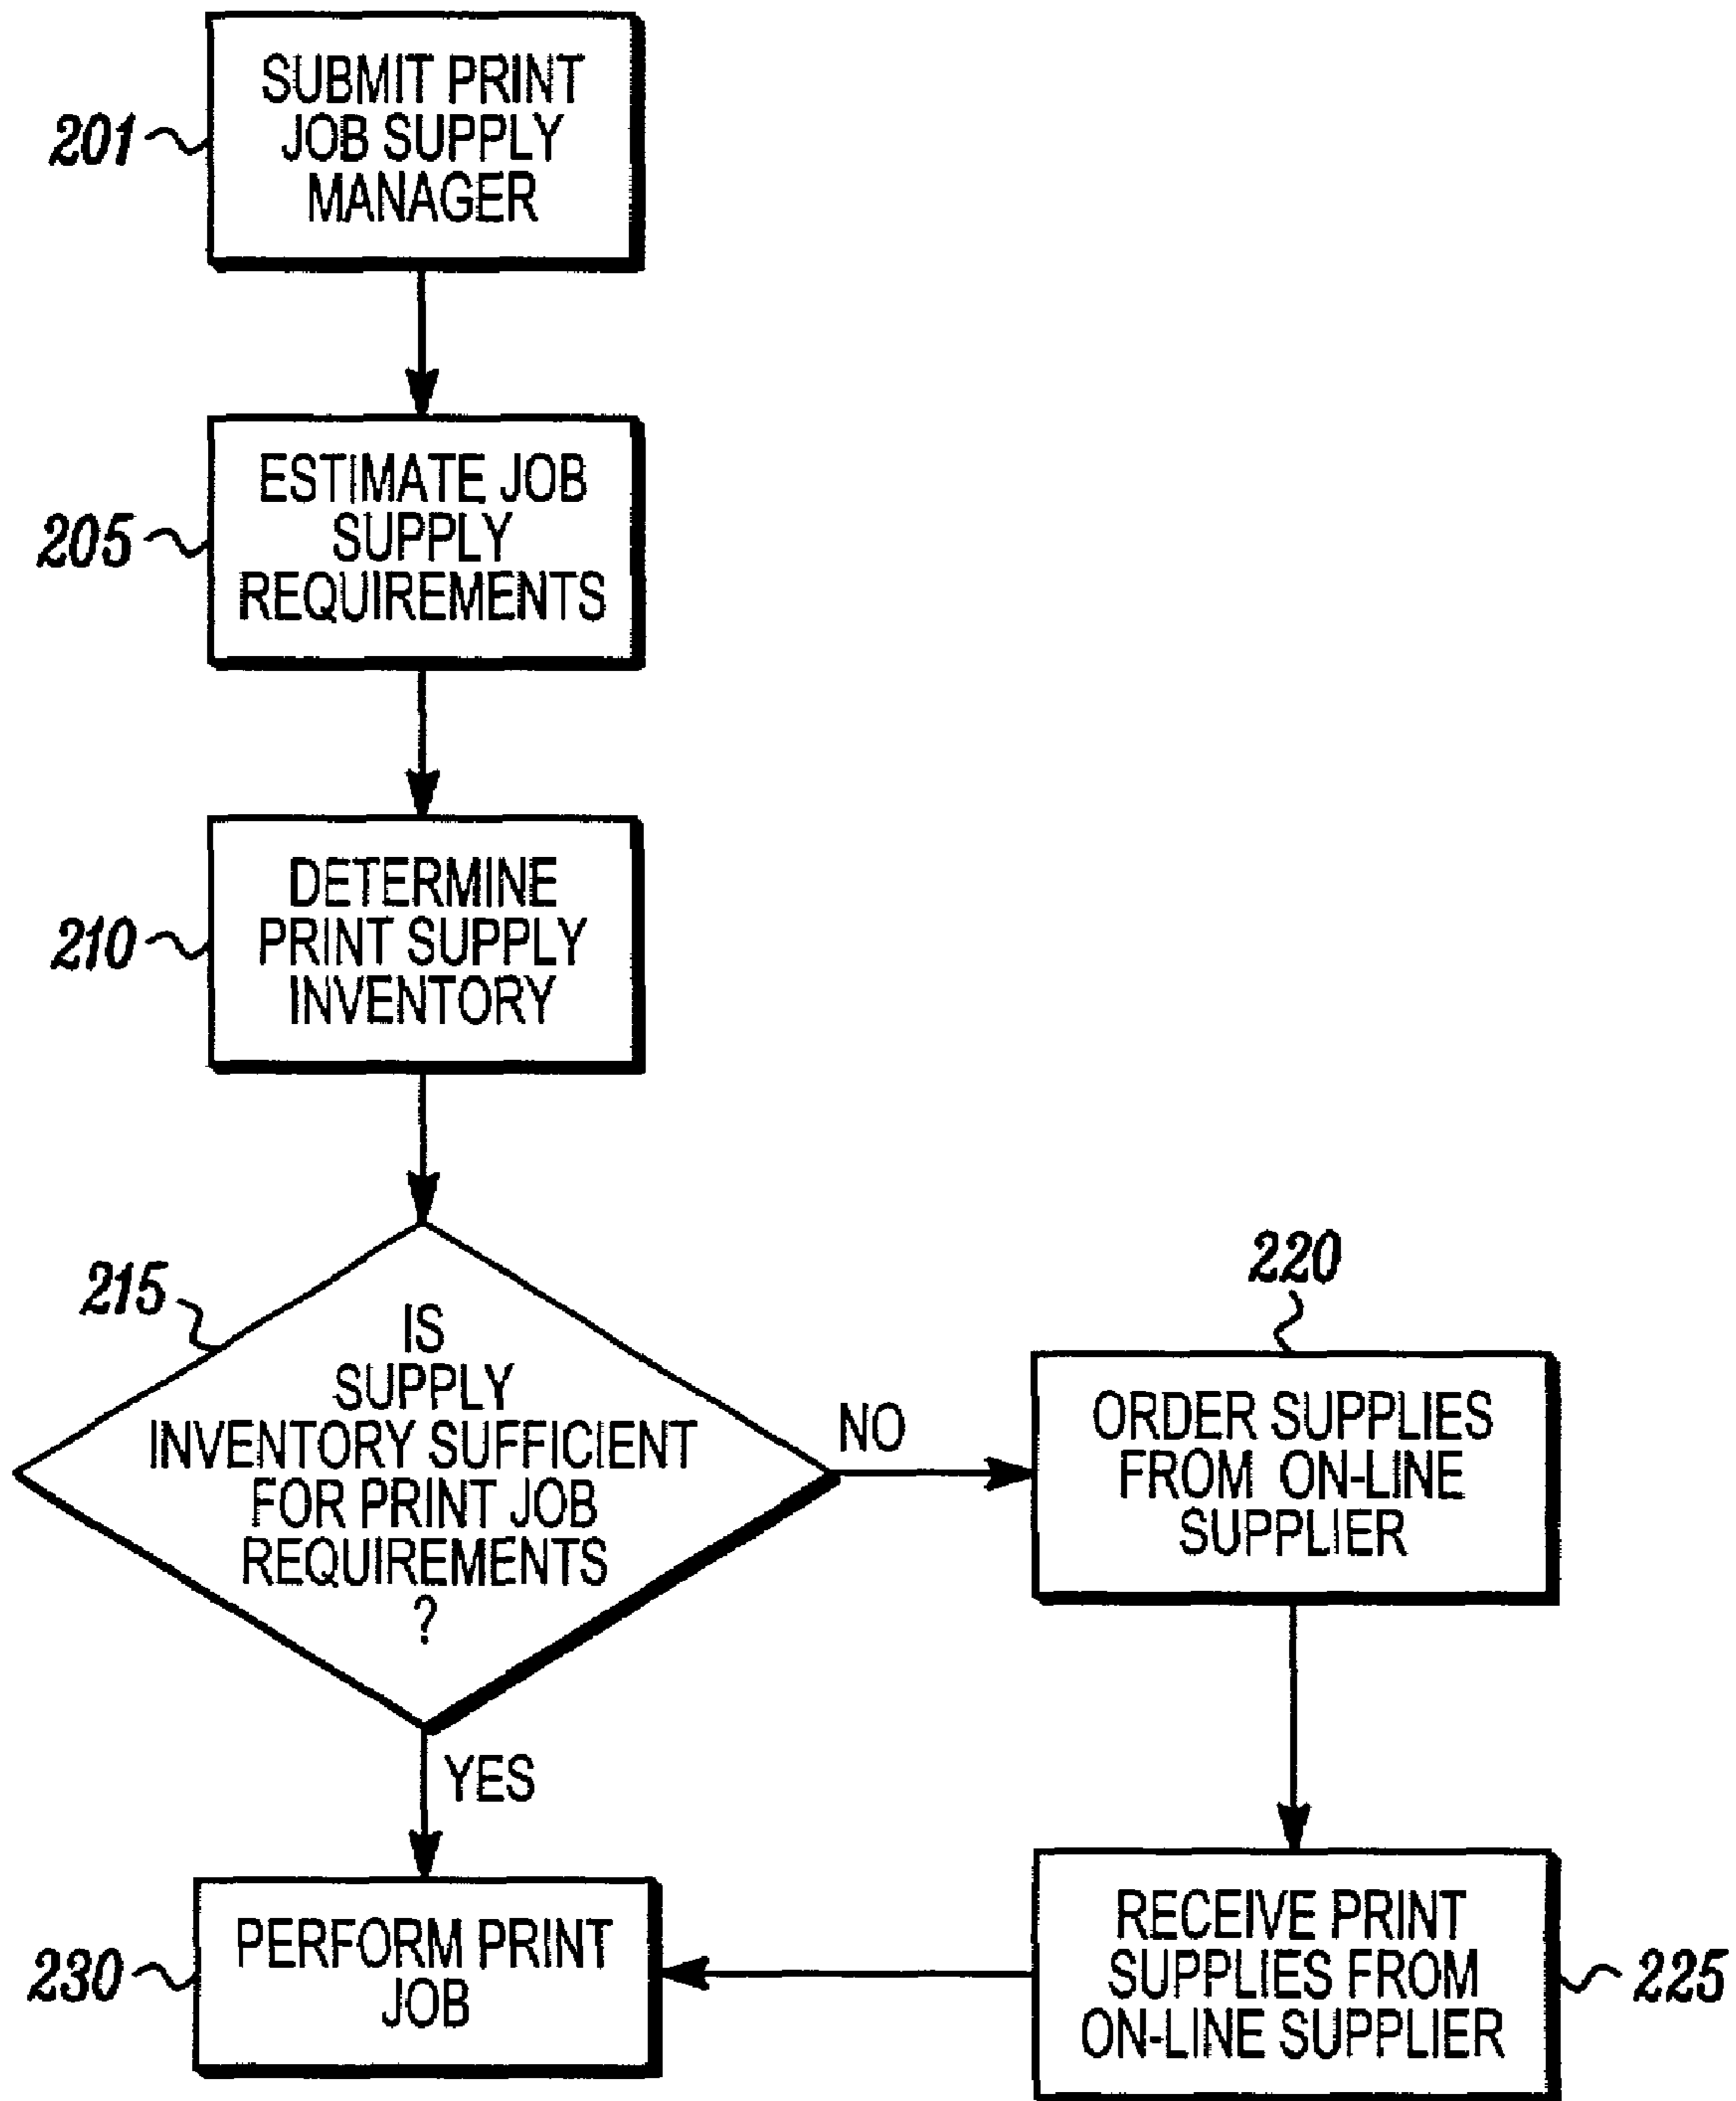 201
SUBMIT PRINT
JOB SUPPLY
MANAGER
205
ESTIMATE JOB
SUPPLY
REQUIREMENTS
210
DETERMINE
PRINT SUPPLY
INVENTORY
215
IS
SUPPLY
INVENTORY SUFFICIENT
FOR PRINT JOB
REQUIREMENTS
?
NO
220
ORDER SUPPLIES
FROM ON-LINE
SUPPLIER
YES
230
PERFORM PRINT
JOB
RECEIVE PRINT
SUPPLIES FROM
ON-LINE SUPPLIER
225